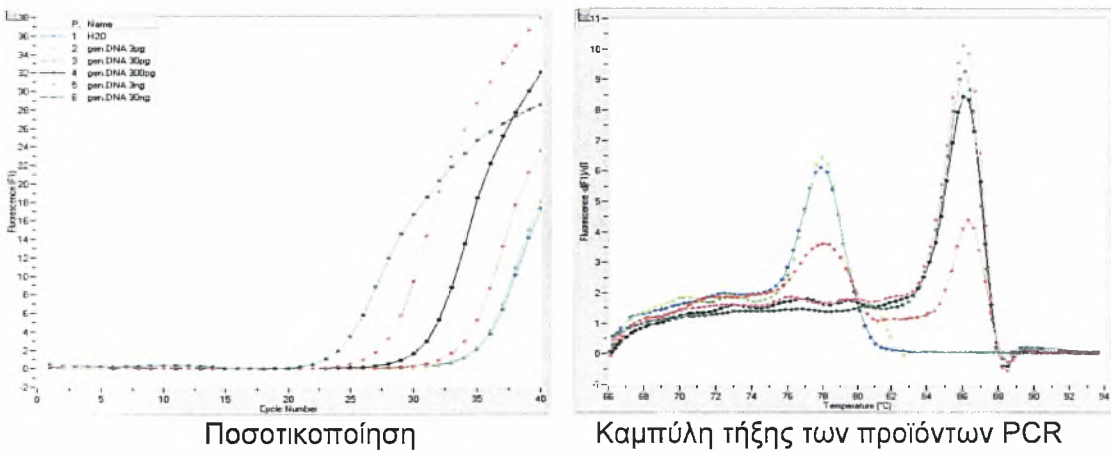 P. Name
1 H2O
2 gen.DNA 3pg
3 gen.DNA 30pg
4 gen.DNA 300pg
5 gen.DNA 3ng
6 gen.DNA 30ng
38
36
34
32
30
28
26
24
22
20
18
16
14
12
10
8
6
4
2
0
-2
Fluorescence (F1)
0 5 10 15 20 25 30 35 40
Cycle Number
Ποσοτικοποίηση
11
10
9
8
7
6
5
4
3
2
1
0
Fluorescence -d(F1)/dT
66 68 70 72 74 76 78 80 82 84 86 88 90 92 94
Temperature [°C]
Καμπύλη τήξης των προϊόντων PCR